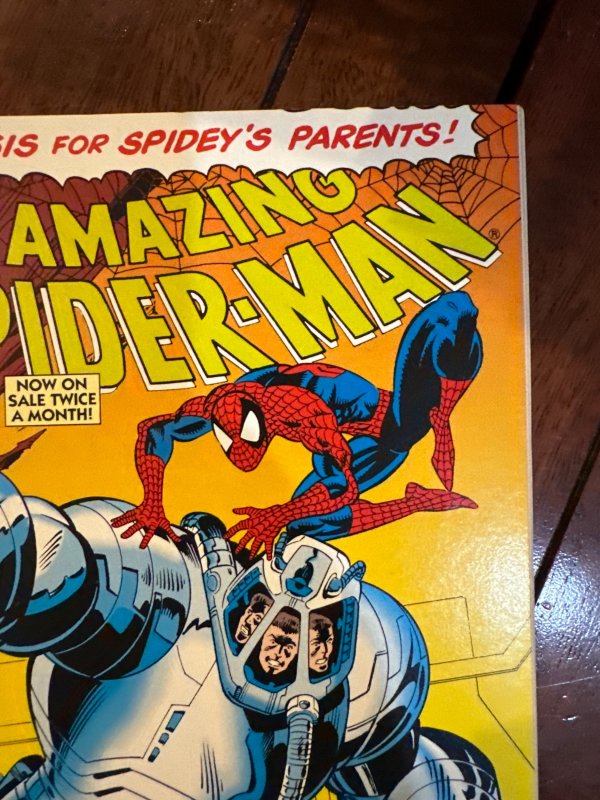 SIS FOR SPIDEY'S PARENTS!
AMAZING
PIDER-MAN®
NOW ON
SALE TWICE
A MONTH!